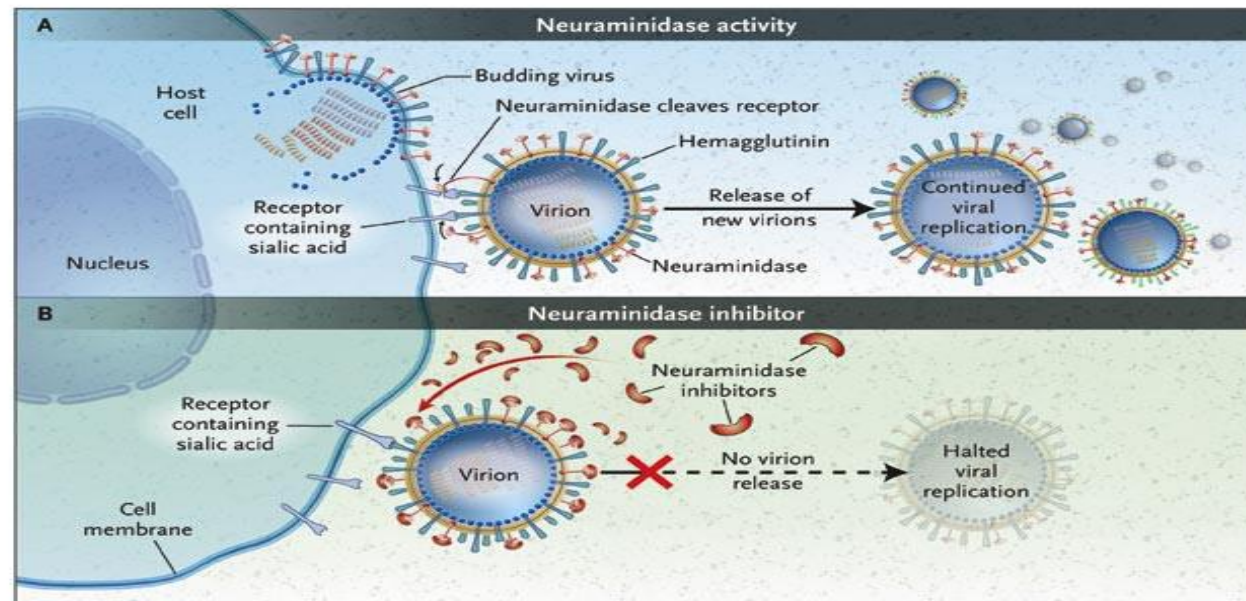 A
Neuraminidase activity
Budding virus
Host
cell
Neuraminidase cleaves receptor
Hemagglutinin
Receptor
containing
sialic acid
Virion
Release of
new virions
Continued
viral
replication
Nucleus
Neuraminidase
B
Neuraminidase inhibitor
Neuraminidase
inhibitors
Receptor
containing
sialic acid
Virion
No virion
release
Halted
viral
replication
Cell
membrane